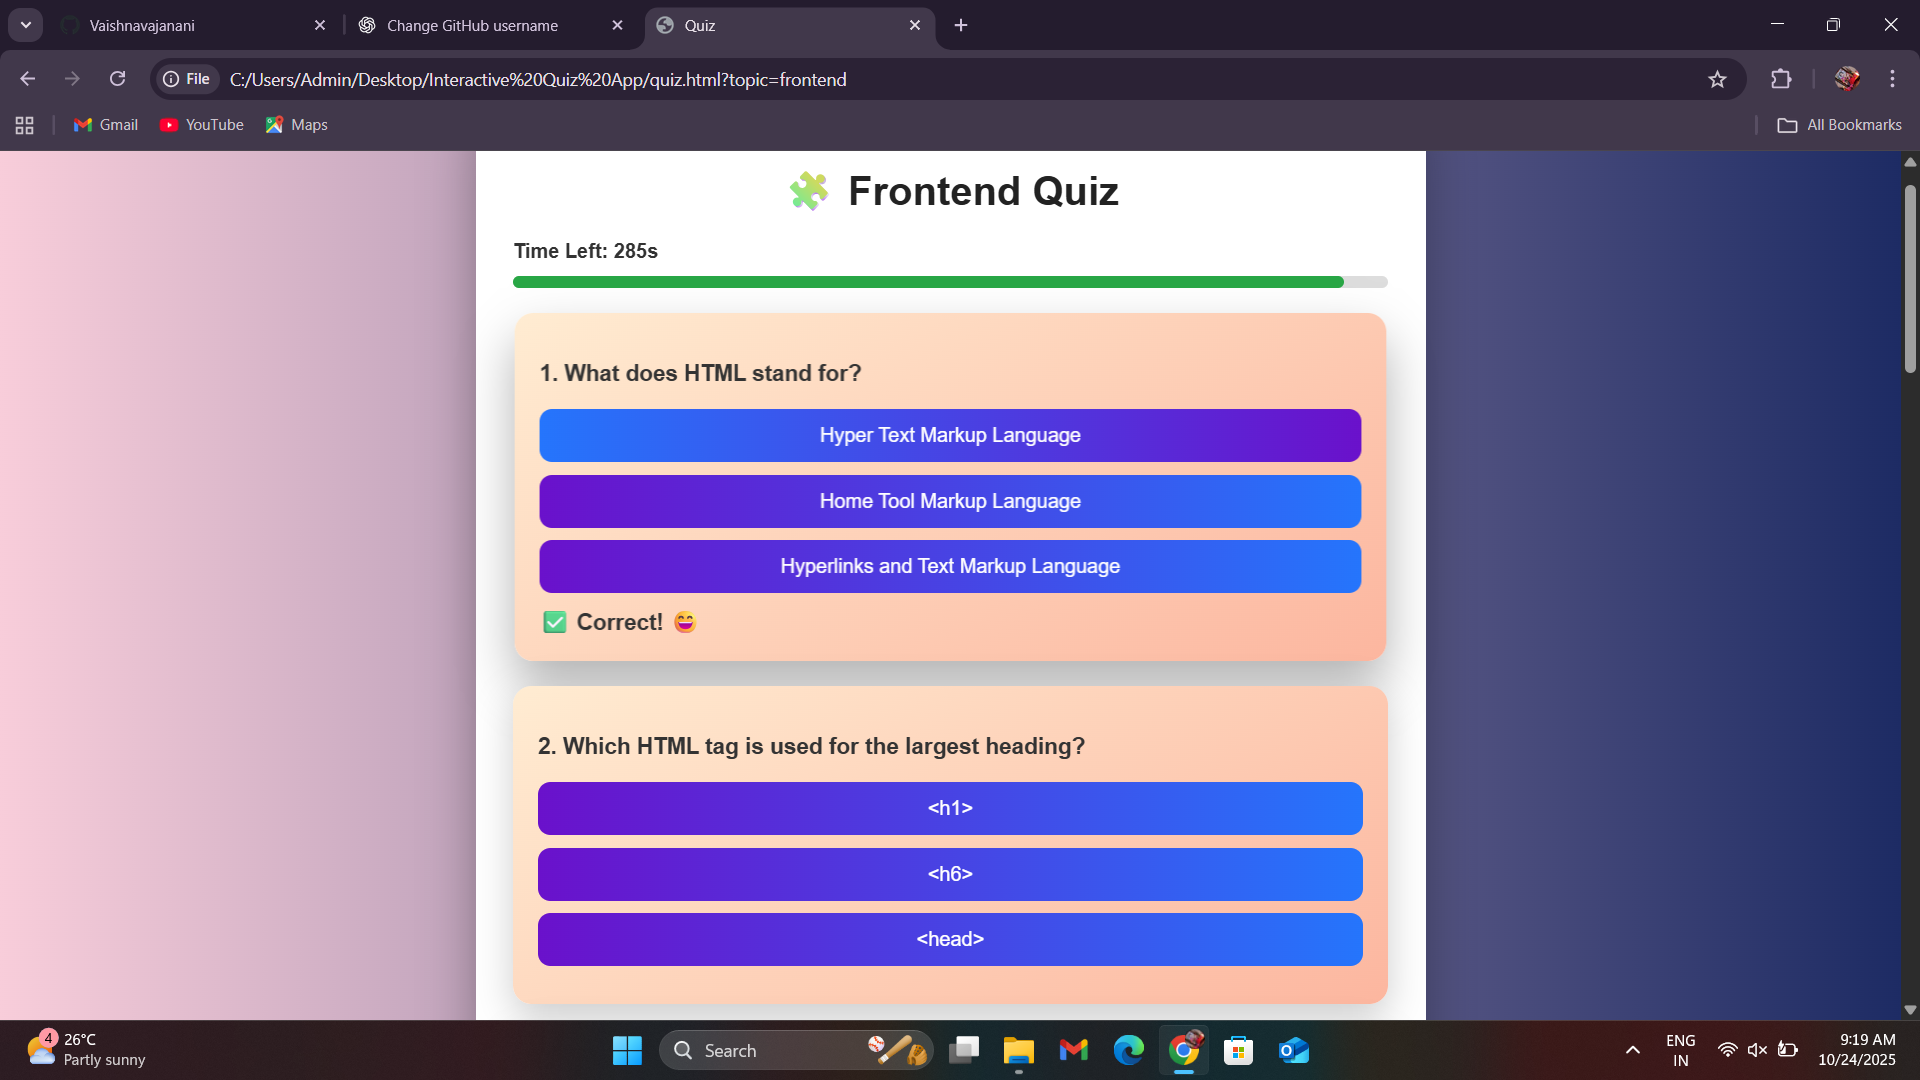 Vaishnavajanani
Change GitHub username
Quiz
File
C:/Users/Admin/Desktop/Interactive%20Quiz%20App/quiz.html?topic=frontend
Gmail
YouTube
Maps
All Bookmarks
Frontend Quiz
Time Left: 285s
1. What does HTML stand for?
Hyper Text Markup Language
Home Tool Markup Language
Hyperlinks and Text Markup Language
✅ Correct! 😄
2. Which HTML tag is used for the largest heading?
<h1>
<h6>
<head>
4
26°C
Partly sunny
Search
ENG
IN
9:19 AM
10/24/2025